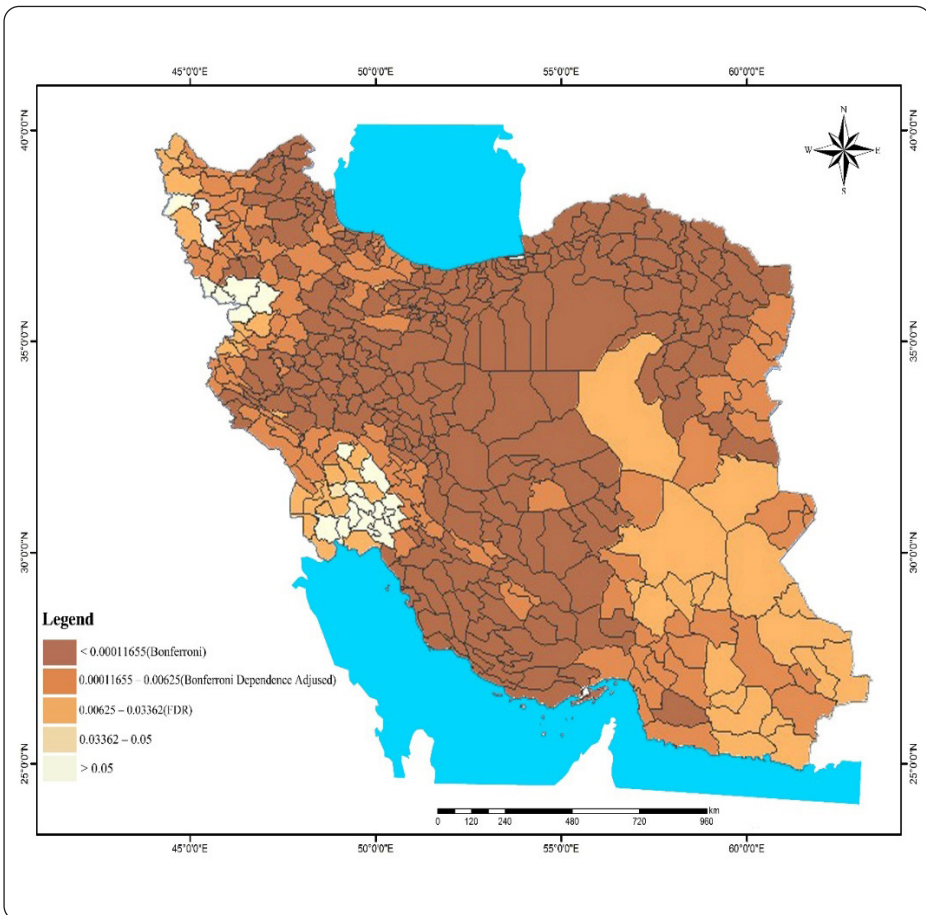 45°0'0"E 50°0'0"E 55°0'0"E 60°0'0"E
40°0'0"N 40°0'0"N
N
W E
S
35°0'0"N 35°0'0"N
30°0'0"N 30°0'0"N
Legend
< 0.00011655(Bonferroni)
0.00011655 – 0.00625(Bonferroni Dependence Adjused)
0.00625 – 0.03362(FDR)
0.03362 – 0.05
> 0.05
25°0'0"N 25°0'0"N
km
0 120 240 480 720 960
45°0'0"E 50°0'0"E 55°0'0"E 60°0'0"E